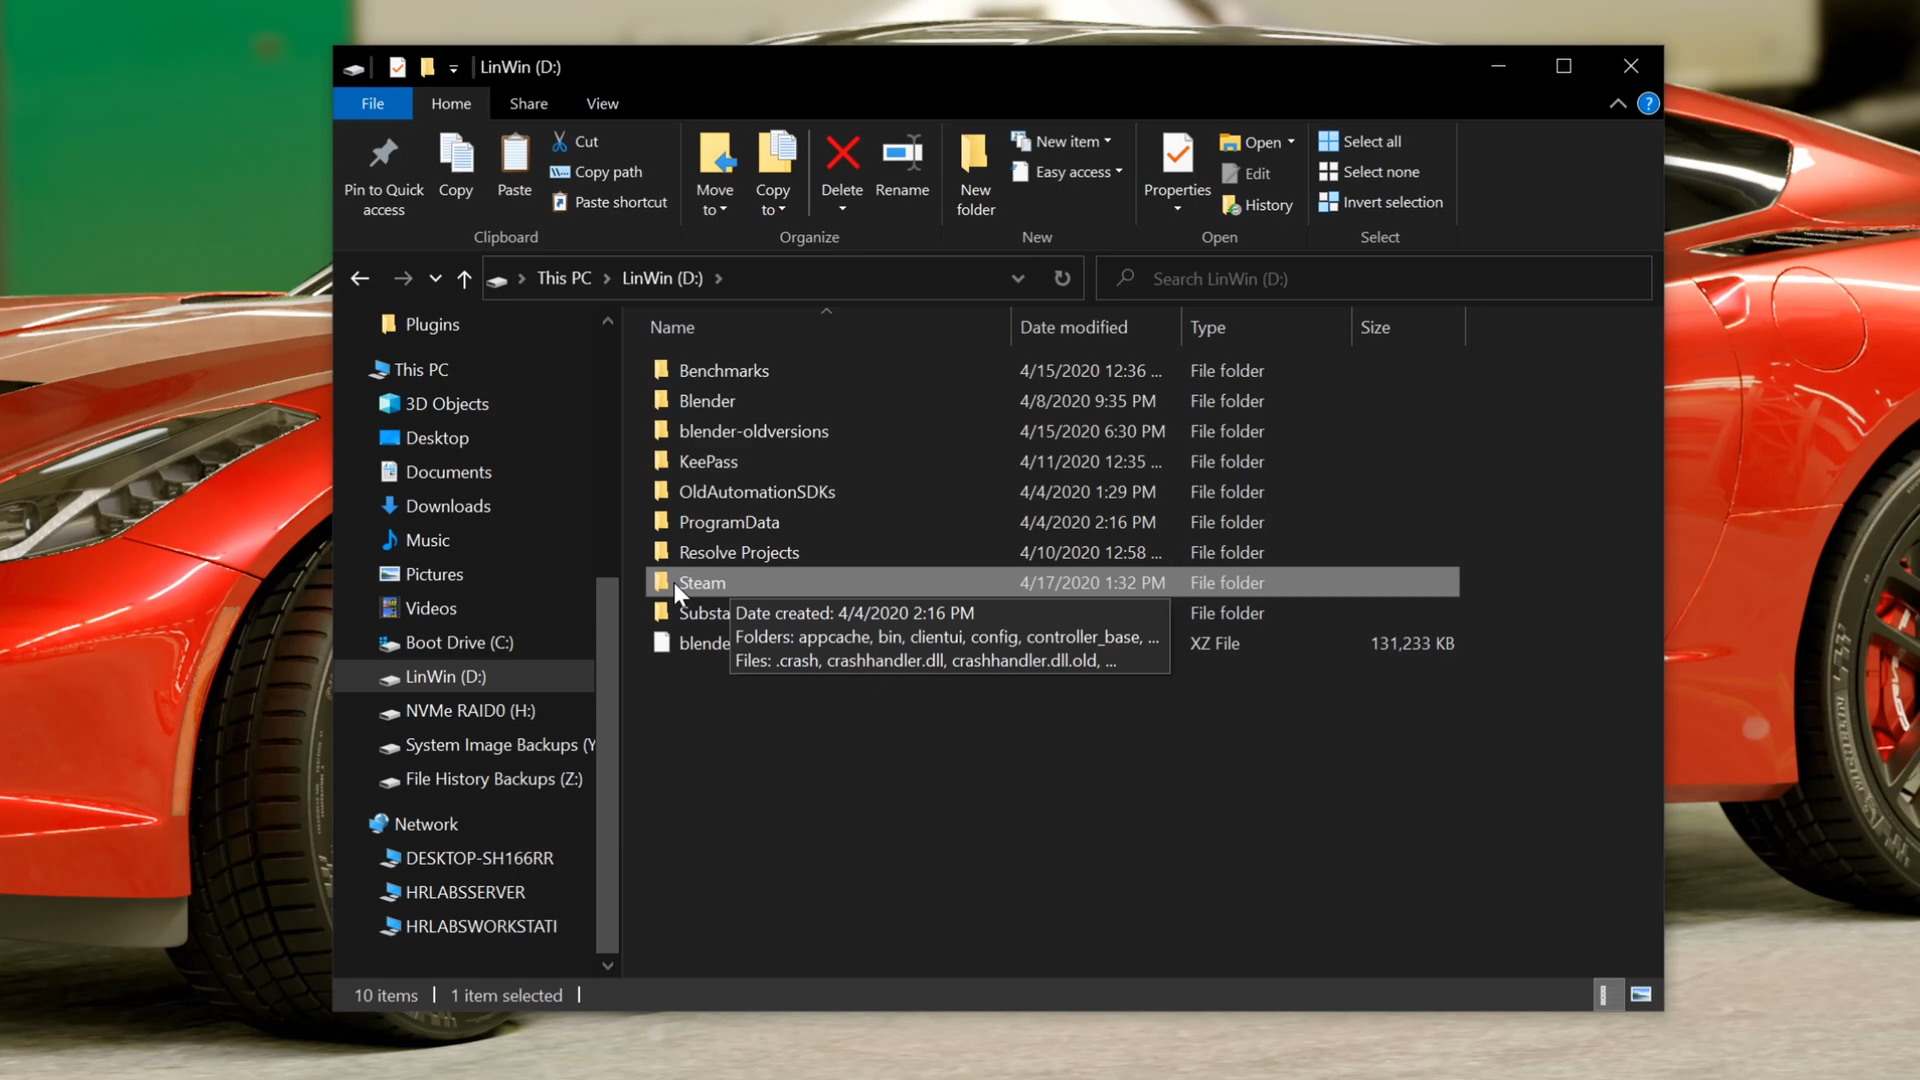 LinWin (D:)
File
Home
Share
View
?
Pin to Quick
access
Copy
Paste
Cut
Copy path
Paste shortcut
Clipboard
Move
to
Copy
to
Delete
Rename
Organize
New
folder
New item
Easy access
New
Properties
Open
Edit
History
Open
Select all
Select none
Invert selection
Select
This PC
LinWin (D:)
Search LinWin (D:)
Plugins
This PC
3D Objects
Desktop
Documents
Downloads
Music
Pictures
Videos
Boot Drive (C:)
LinWin (D:)
NVMe RAID0 (H:)
System Image Backups (Y
File History Backups (Z:)
Network
DESKTOP-SH166RR
HRLABSSERVER
HRLABSWORKSTATI
Name
Date modified
Type
Size
Benchmarks 4/15/2020 12:36 ... File folder
Blender 4/8/2020 9:35 PM File folder
blender-oldversions 4/15/2020 6:30 PM File folder
KeePass 4/11/2020 12:35 ... File folder
OldAutomationSDKs 4/4/2020 1:29 PM File folder
ProgramData 4/4/2020 2:16 PM File folder
Resolve Projects 4/10/2020 12:58 ... File folder
Steam 4/17/2020 1:32 PM File folder
Substa File folder
blende XZ File 131,233 KB
Date created: 4/4/2020 2:16 PM
Folders: appcache, bin, clientui, config, controller_base, ...
Files: .crash, crashhandler.dll, crashhandler.dll.old, ...
10 items
1 item selected